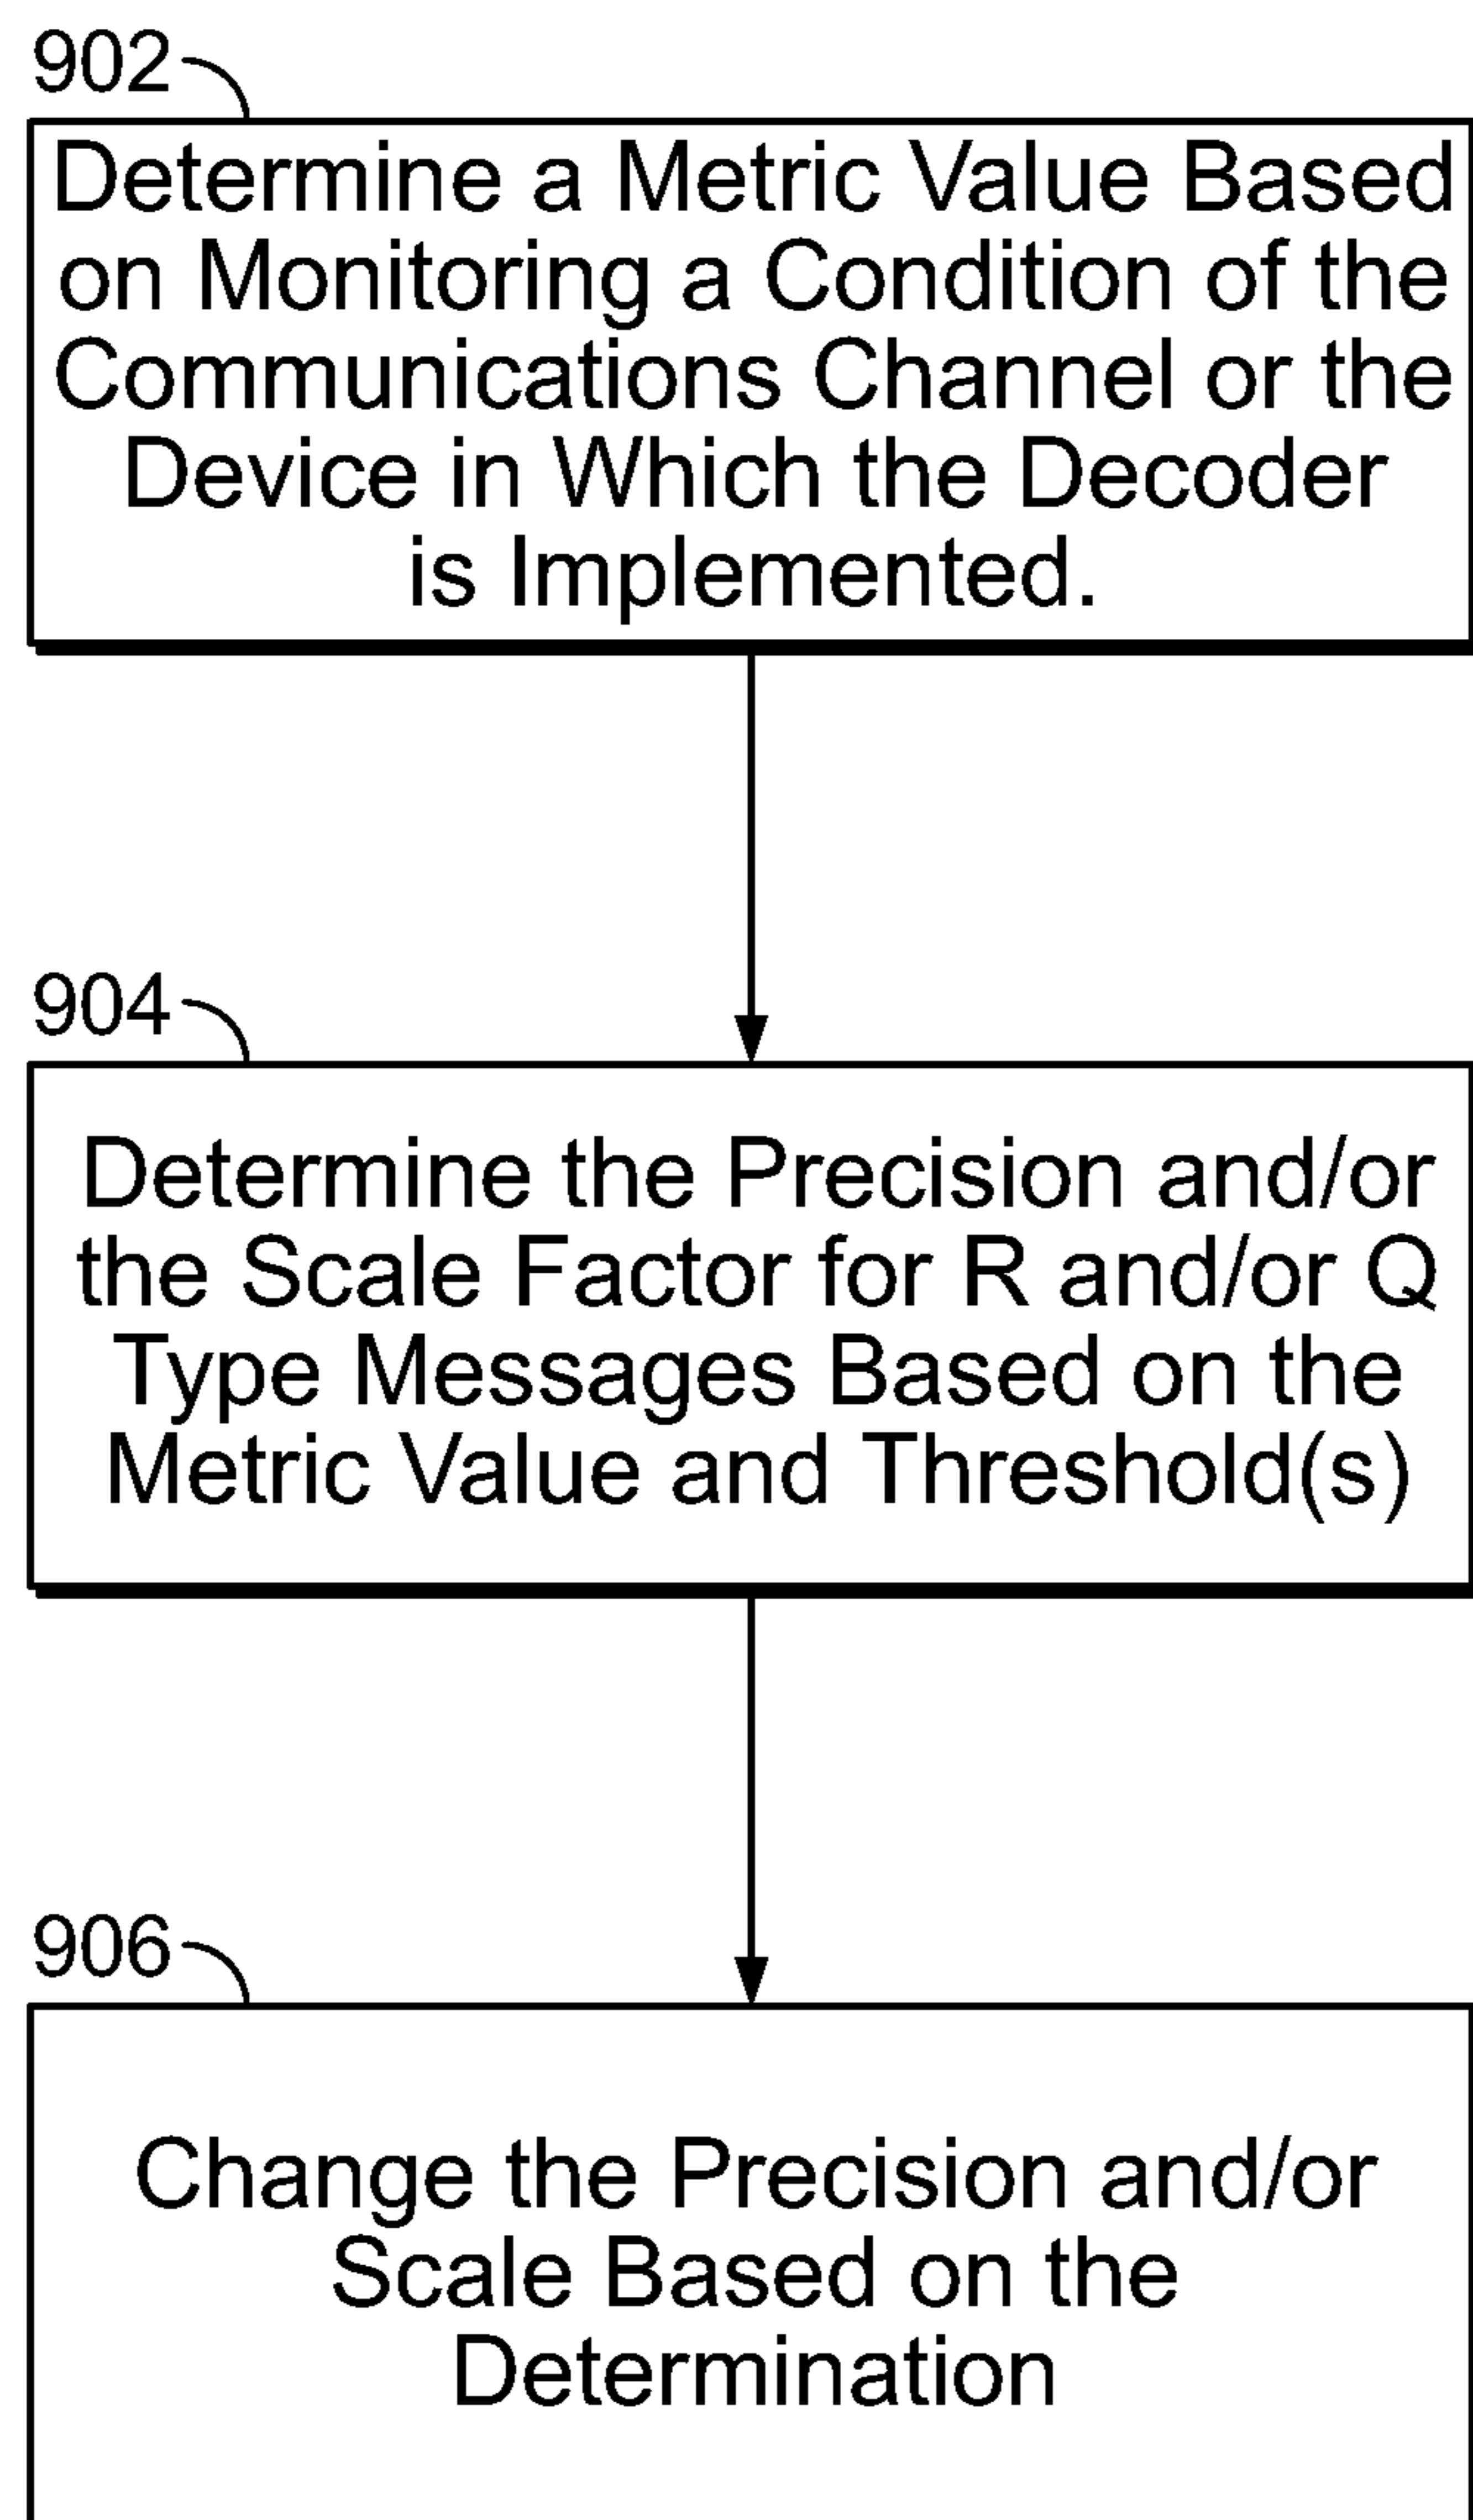 902
Determine a Metric Value Based
on Monitoring a Condition of the
Communications Channel or the
Device in Which the Decoder
is Implemented.
904
Determine the Precision and/or
the Scale Factor for R and/or Q
Type Messages Based on the
Metric Value and Threshold(s)
906
Change the Precision and/or
Scale Based on the
Determination